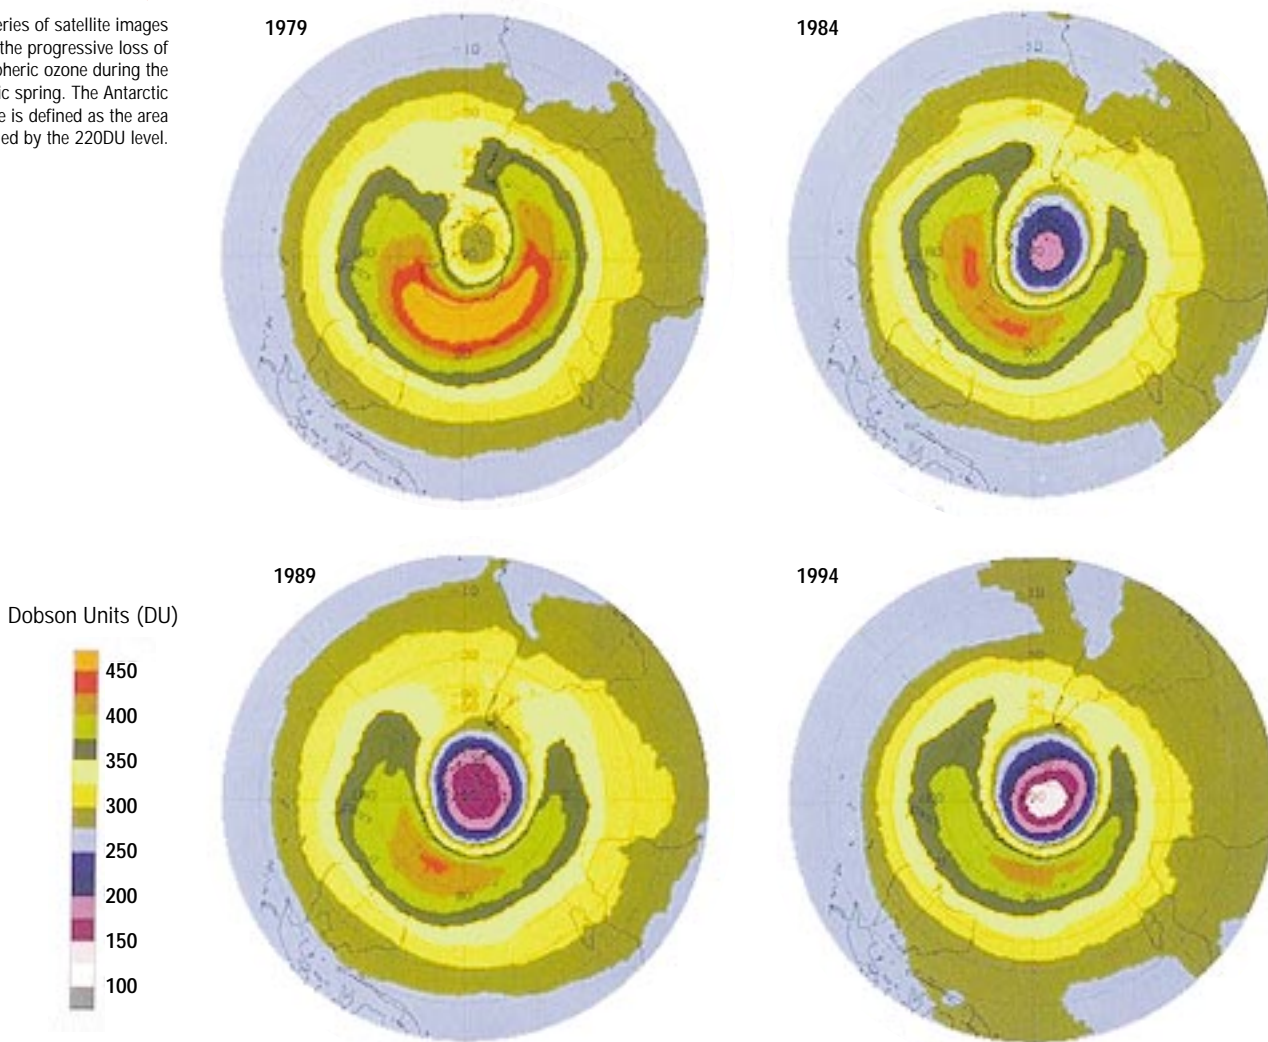 eries of satellite images
the progressive loss of
pheric ozone during the
ic spring. The Antarctic
e is defined as the area
ed by the 220DU level.
1979
1984
1989
1994
Dobson Units (DU)
450
400
350
300
250
200
150
100